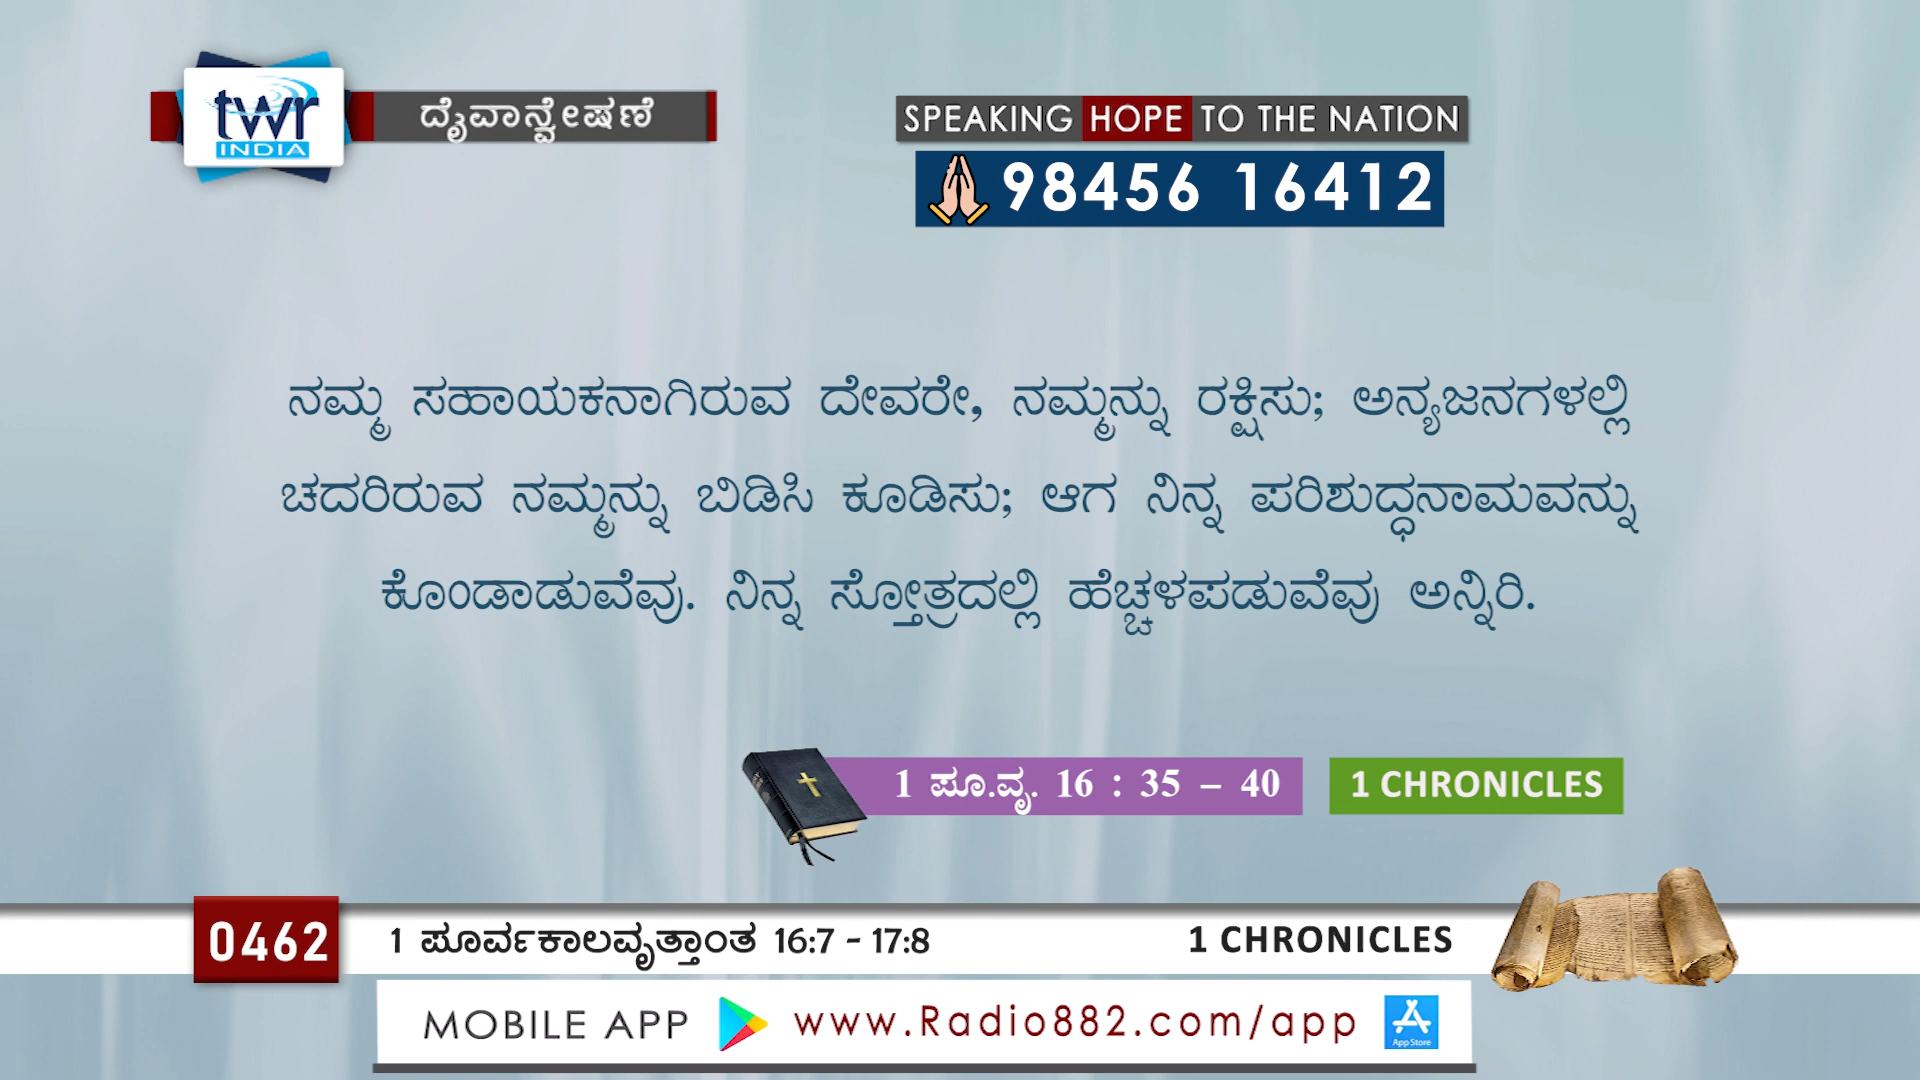 twr
INDIA
ದೈವಾನ್ವೇಷಣೆ
SPEAKING HOPE TO THE NATION
98456 16412
ನಮ್ಮ ಸಹಾಯಕನಾಗಿರುವ ದೇವರೇ, ನಮ್ಮನ್ನು ರಕ್ಷಿಸು; ಅನ್ಯಜನಗಳಲ್ಲಿ
ಚದರಿರುವ ನಮ್ಮನ್ನು ಬಿಡಿಸಿ ಕೂಡಿಸು; ಆಗ ನಿನ್ನ ಪರಿಶುದ್ಧನಾಮವನ್ನು
ಕೊಂಡಾಡುವೆವು. ನಿನ್ನ ಸ್ತೋತ್ರದಲ್ಲಿ ಹೆಚ್ಚಳಪಡುವೆವು ಅನ್ನಿರಿ.
1 ಪೂ.ವೃ. 16 : 35 – 40
1 CHRONICLES
0462
1 ಪೂರ್ವಕಾಲವೃತ್ತಾಂತ 16:7 - 17:8
1 CHRONICLES
MOBILE APP
www.Radio882.com/app
App Store